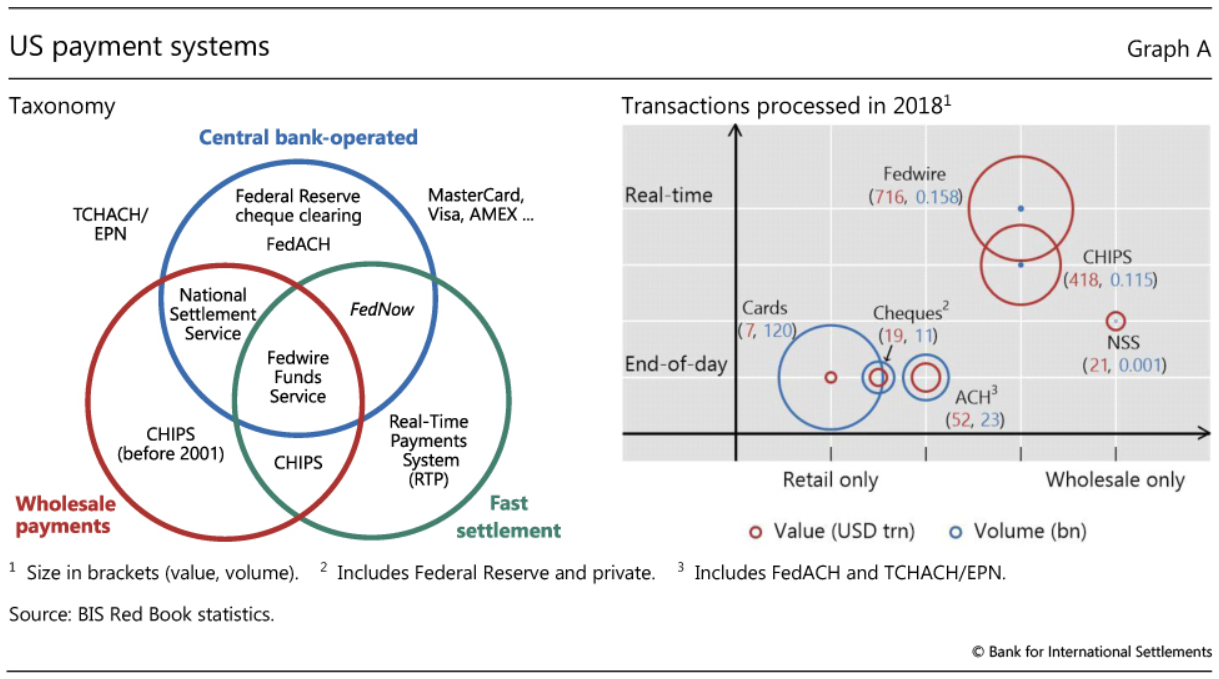 US payment systems
Graph A
Taxonomy
Central bank-operated
Federal Reserve
cheque clearing
FedACH
TCHACH/
EPN
MasterCard,
Visa, AMEX ...
National
Settlement
Service
FedNow
Fedwire
Funds
Service
CHIPS
(before 2001)
CHIPS
Real-Time
Payments
System
(RTP)
Wholesale
payments
Fast
settlement
Transactions processed in 2018¹
Real-time
End-of-day
Fedwire
(716, 0.158)
CHIPS
(418, 0.115)
Cards
(7, 120)
Cheques²
(19, 11)
NSS
(21, 0.001)
ACH³
(52, 23)
Retail only
Wholesale only
Value (USD trn)
Volume (bn)
¹ Size in brackets (value, volume). ² Includes Federal Reserve and private. ³ Includes FedACH and TCHACH/EPN.
Source: BIS Red Book statistics.
© Bank for International Settlements